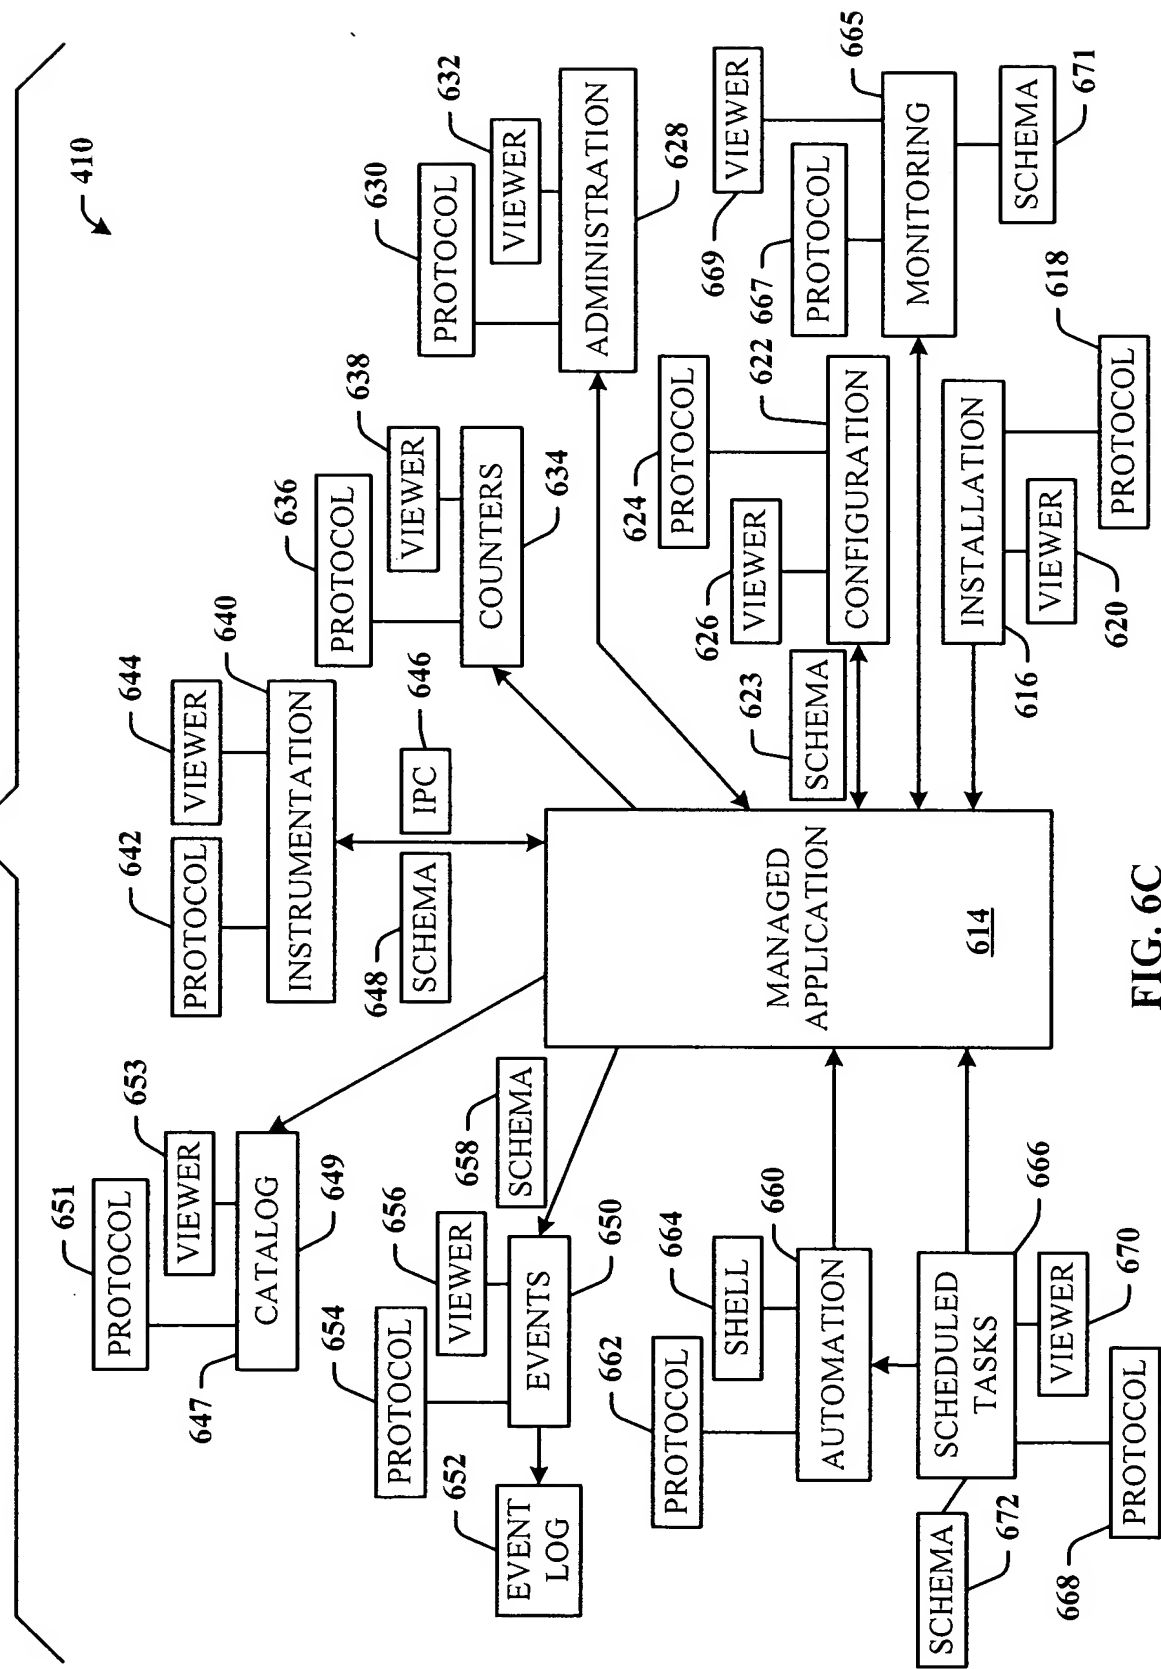 410
651
PROTOCOL
653
VIEWER
CATALOG
647
649
642
PROTOCOL
644
VIEWER
640
INSTRUMENTATION
636
PROTOCOL
638
VIEWER
COUNTERS
634
630
PROTOCOL
632
VIEWER
ADMINISTRATION
628
654
PROTOCOL
656
VIEWER
EVENTS
650
652
EVENT
LOG
658
SCHEMA
648
SCHEMA
IPC
646
662
PROTOCOL
664
SHELL
660
AUTOMATION
MANAGED
APPLICATION
614
623
SCHEMA
626
VIEWER
624
PROTOCOL
622
CONFIGURATION
669
VIEWER
667
PROTOCOL
665
MONITORING
SCHEMA
671
SCHEMA
672
SCHEDULED
TASKS
666
VIEWER
670
668
PROTOCOL
INSTALLATION
616
VIEWER
620
618
PROTOCOL
FIG. 6C